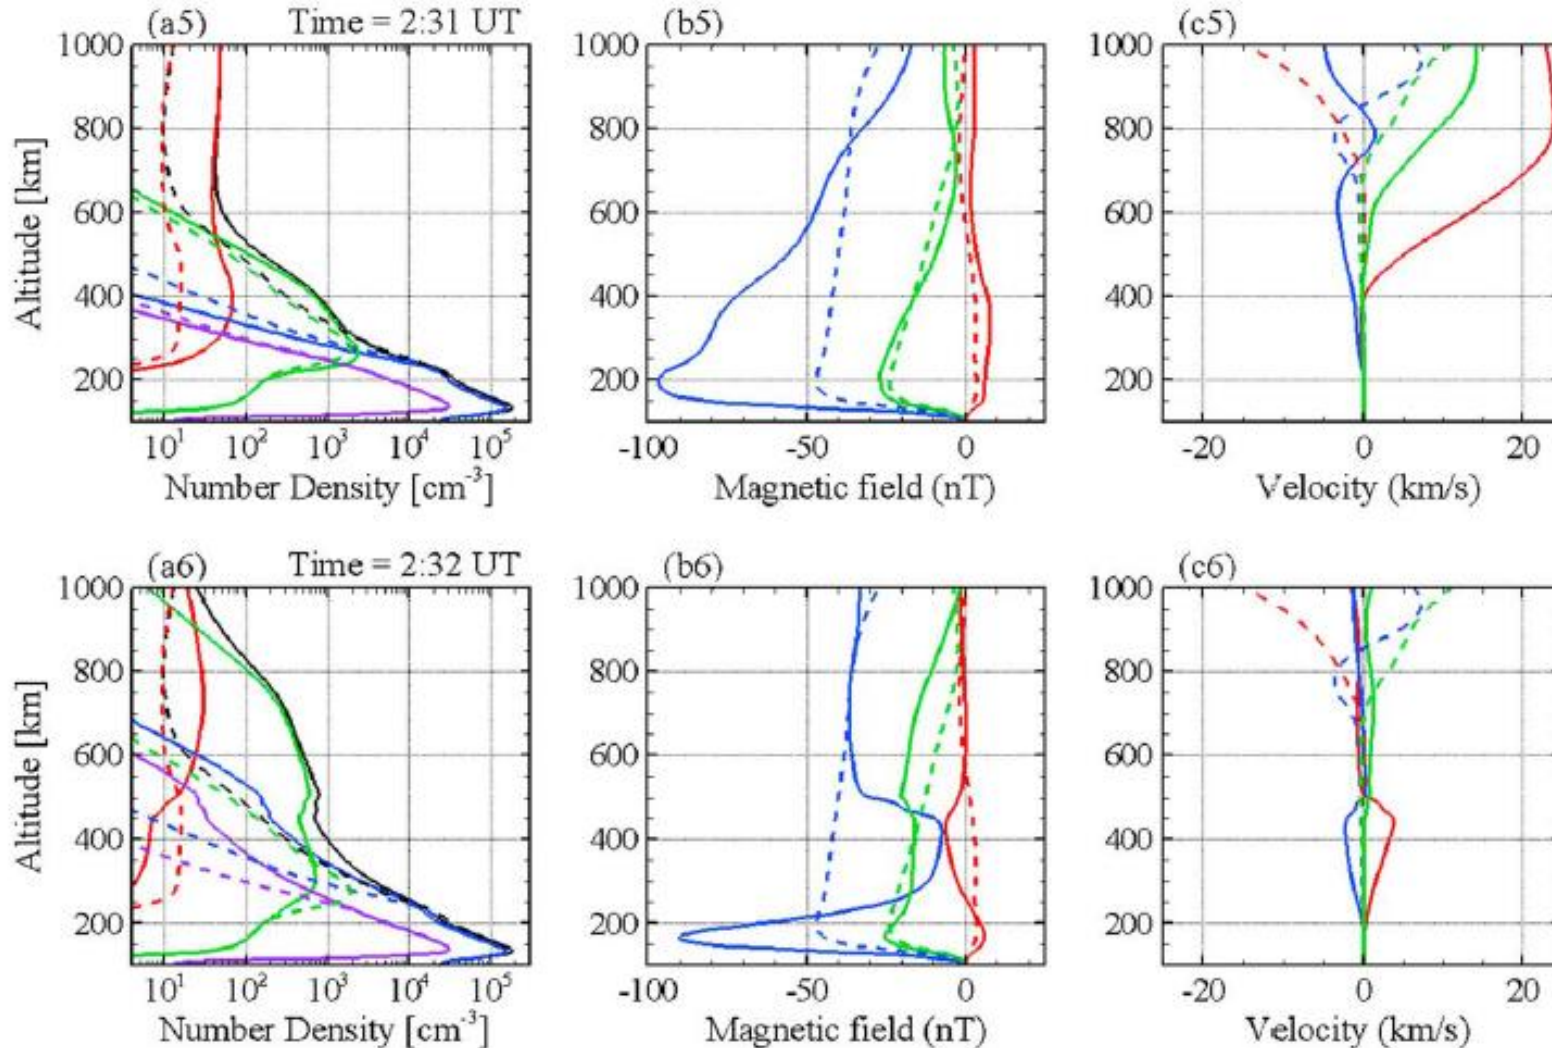 (a5) Time = 2:31 UT
(b5)
(c5)
1000
800
600
400
200
Altitude [km]
10¹ 10² 10³ 10⁴ 10⁵
Number Density [cm⁻³]
1000
800
600
400
200
-100 -50 0
Magnetic field (nT)
1000
800
600
400
200
-20 0 20
Velocity (km/s)
(a6) Time = 2:32 UT
(b6)
(c6)
1000
800
600
400
200
Altitude [km]
10¹ 10² 10³ 10⁴ 10⁵
Number Density [cm⁻³]
1000
800
600
400
200
-100 -50 0
Magnetic field (nT)
1000
800
600
400
200
-20 0 20
Velocity (km/s)